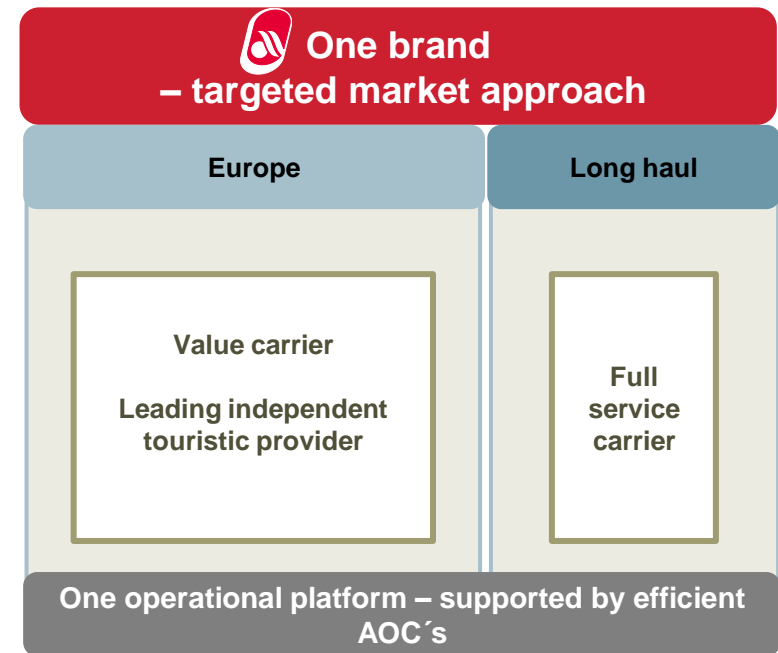 One brand
– targeted market approach
Europe
Long haul
Value carrier
Leading independent
touristic provider
Full
service
carrier
One operational platform – supported by efficient
AOC´s